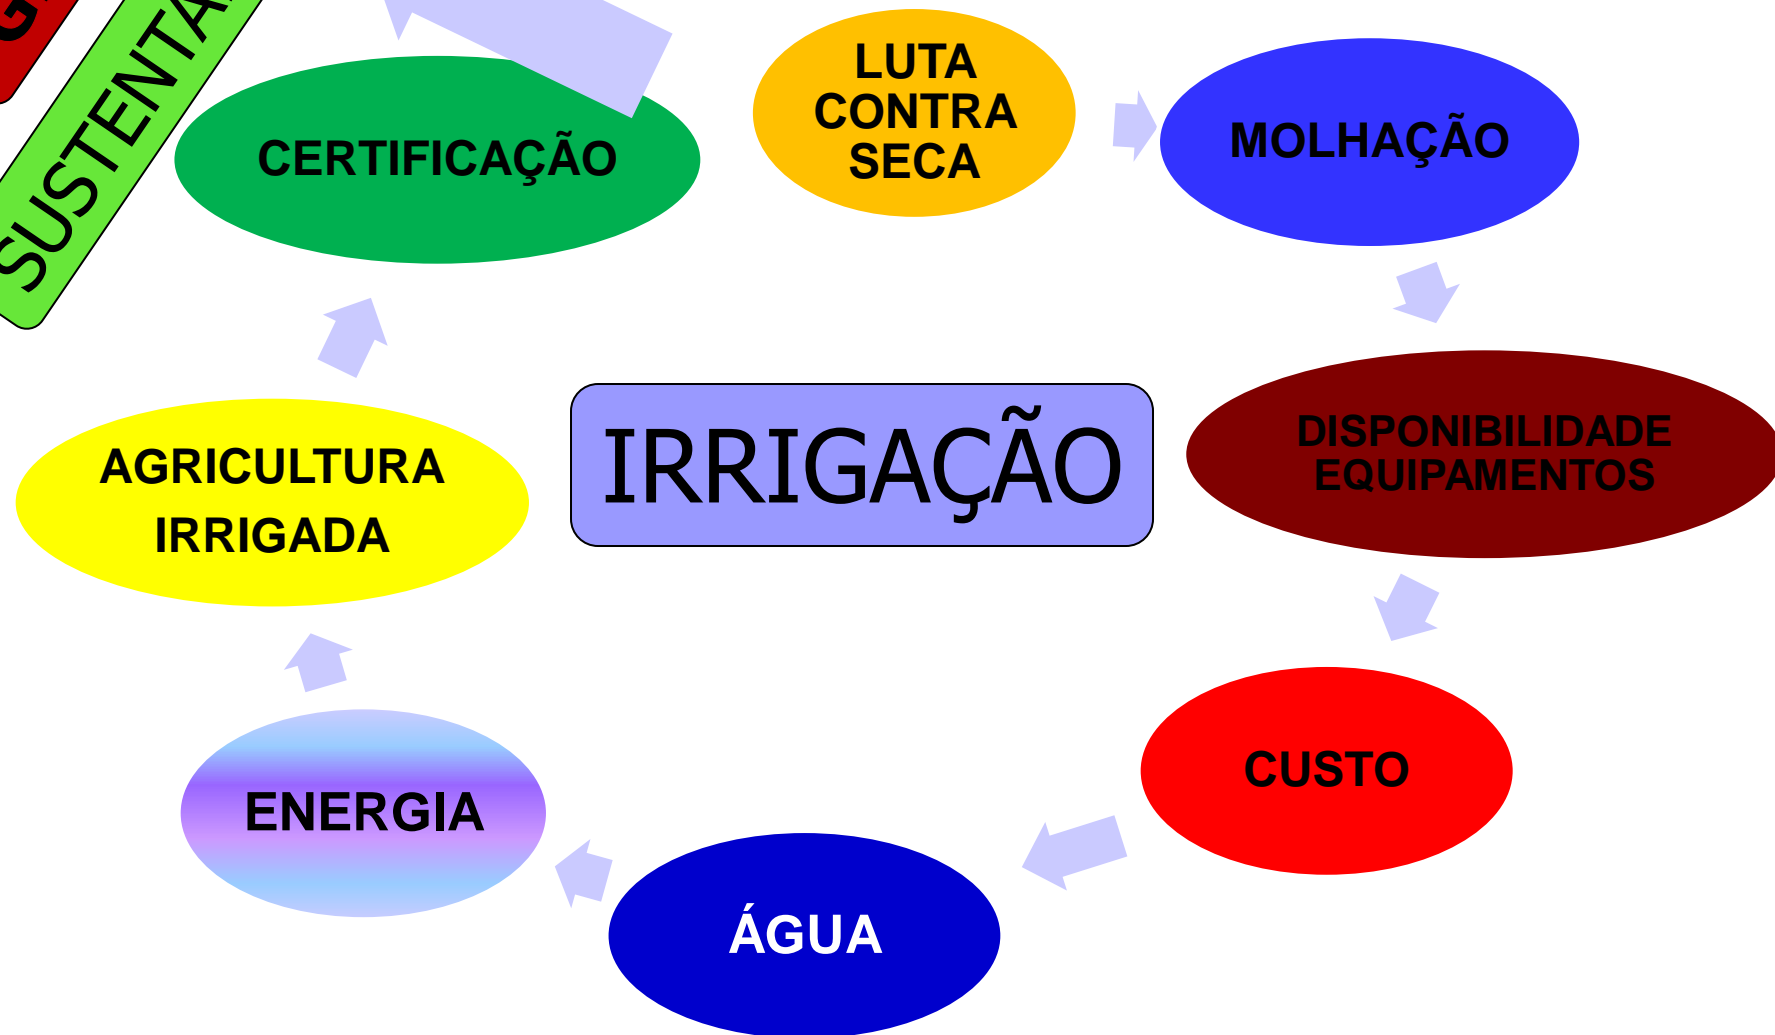 LUTA
CONTRA
SECA
MOLHAÇÃO
DISPONIBILIDADE
EQUIPAMENTOS
CUSTO
ÁGUA
ENERGIA
AGRICULTURA
IRRIGADA
CERTIFICAÇÃO
IRRIGAÇÃO